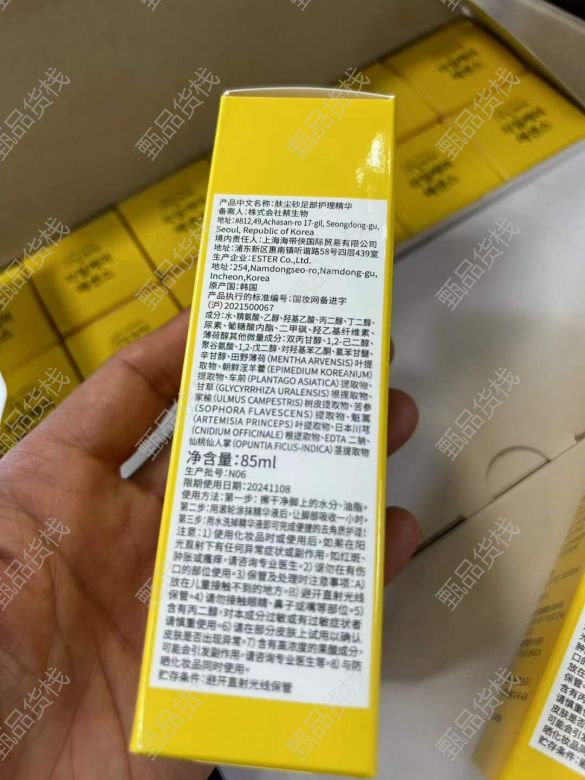 产品中文名称:肤尘砂足部护理精华
备案人:株式会社蔡生物
地址:#812,49,Achasan-ro 17-gil, Seongdong-gu,
Seoul, Republic of Korea
境内责任人:上海海带侠国际贸易有限公司
地址:浦东新区惠南镇听谐路58号四层439室
生产企业:ESTER Co.,Ltd.
地址:254,Namdongseo-ro,Namdong-gu,
Incheon,Korea
原产国:韩国
产品执行的标准编号:国妆网备进字
(沪)2021500067
成分:水、精氨酸、乙醇、羟基乙酸、丙二醇、丁二醇、
尿素、葡糖酸内酯、二甲砜、羟乙基纤维素、
薄荷醇其他微量成分:双丙甘醇、1,2-己二醇、
聚谷氨酸、1,2-戊二醇、对羟基苯乙酮、氯苯甘醚、
辛甘醇、田野薄荷(MENTHA ARVENSIS)叶提
取物、朝鲜淫羊藿(EPIMEDIUM KOREANUM)
提取物、车前(PLANTAGO ASIATICA)提取物、
甘草(GLYCYRRHIZA URALENSIS)根提取物、
家榆(ULMUS CAMPESTRIS)树皮提取物、苦参
(SOPHORA FLAVESCENS)提取物、魁蒿
(ARTEMISIA PRINCEPS)叶提取物、日本川芎
(CNIDIUM OFFICINALE)根提取物、EDTA 二钠、
仙桃仙人掌(OPUNTIA FICUS-INDICA)茎提取物
净含量:85ml
生产批号:N06
限期使用日期:20241108
使用方法:第一步:擦干净脚上的水分、油脂。
第二步:用滚轮涂抹精华液后,让脚部吸收一小时。
第三步:用水洗掉精华液即可完成便捷的去角质护理!
注意:1)使用化妆品时或使用后,如果在阳
光直射下有任何异常症状或副作用,如红斑、
肿胀或瘙痒,请咨询专业医生。2)请勿在有伤
口的部位使用。3)保管及处理时注意事项:A)
放在儿童接触不到的地方。B)避开直射光线
保管。4)请勿接触眼睛、鼻子或嘴等部位。5)
含有丙二醇。对本成分过敏或有过敏症状者
请慎重使用。6)请在部分皮肤上试用以确认
皮肤是否出现异常。7)含有高浓度的果酸成分,
可能会引发副作用。请咨询专业医生等。8)与防
晒化妆品同时使用。
贮存条件:避开直射光线保管
甄品货栈